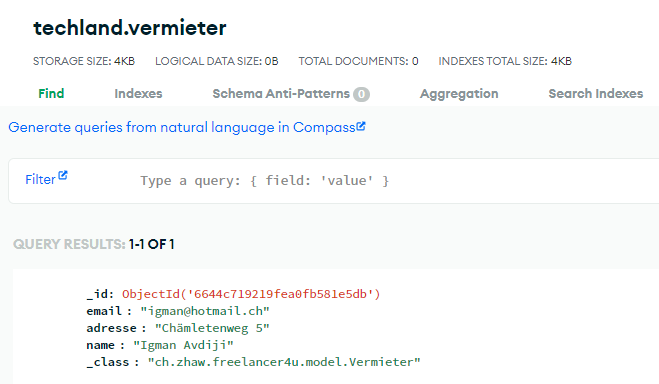 techland.vermieter
STORAGE SIZE: 4KB LOGICAL DATA SIZE: 0B TOTAL DOCUMENTS: 0 INDEXES TOTAL SIZE: 4KB
Find Indexes Schema Anti-Patterns 0 Aggregation Search Indexes
Generate queries from natural language in Compass
Filter Type a query: { field: 'value' }
QUERY RESULTS: 1-1 OF 1
_id: ObjectId('6644c719219fea0fb581e5db')
email : "igman@hotmail.ch"
adresse : "Chämletenweg 5"
name : "Igman Avdiji"
_class : "ch.zhaw.freelancer4u.model.Vermieter"